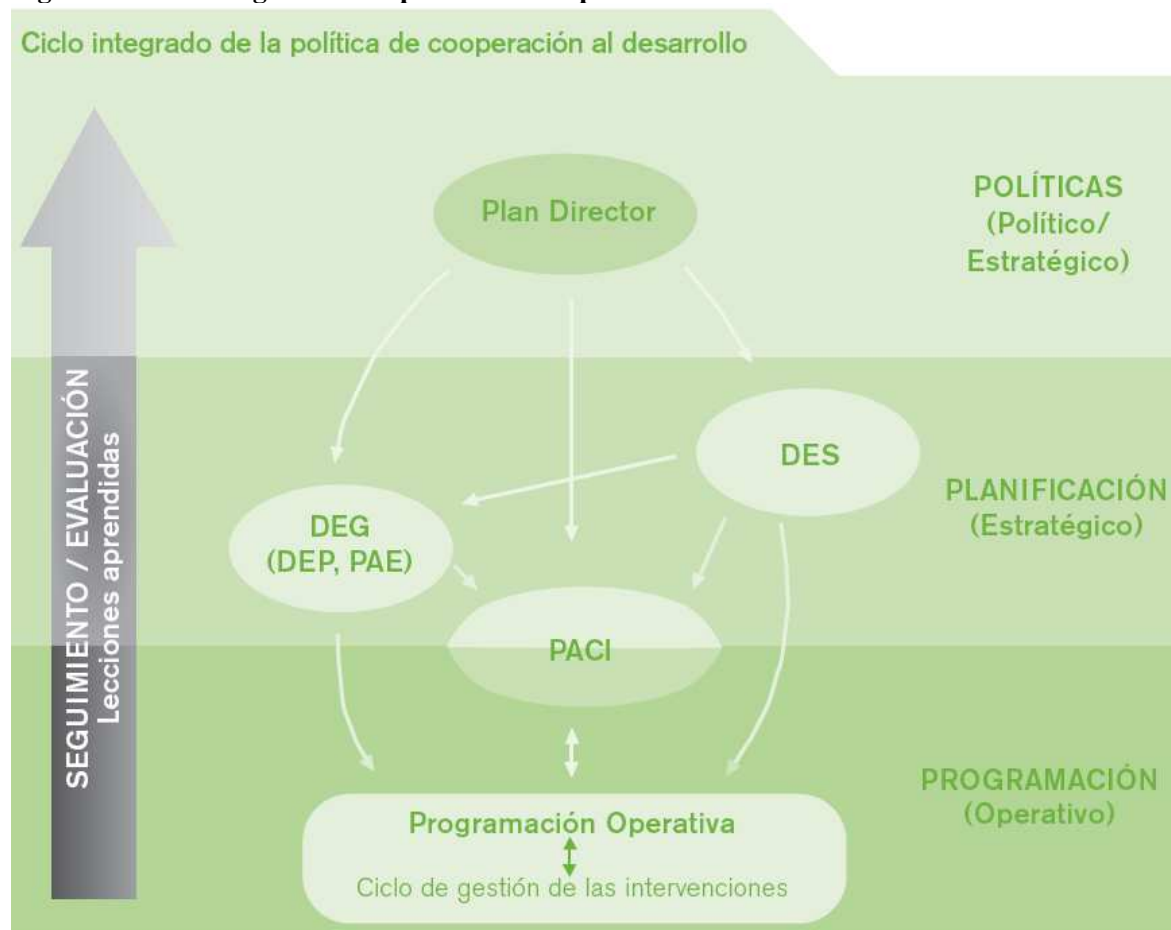 Ciclo integrado de la política de cooperación al desarrollo
Plan Director
POLÍTICAS
(Político/
Estratégico)
SEGUIMIENTO / EVALUACIÓN
Lecciones aprendidas
DES
DEG
(DEP, PAE)
PLANIFICACIÓN
(Estratégico)
PACI
PROGRAMACIÓN
(Operativo)
Programación Operativa
Ciclo de gestión de las intervenciones